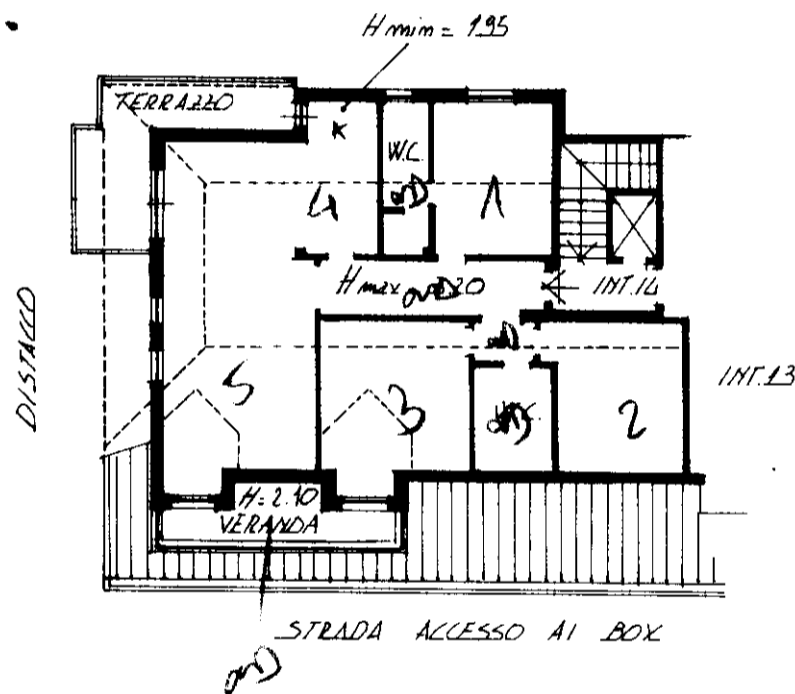 H min = 1.95
TERRAZZO
K
W.C.
4
1
H max
20
INT. 14
DISTACCO
INT. 13
5
3
2
H= 2.10
VERANDA
STRADA ACCESSO AI BOX